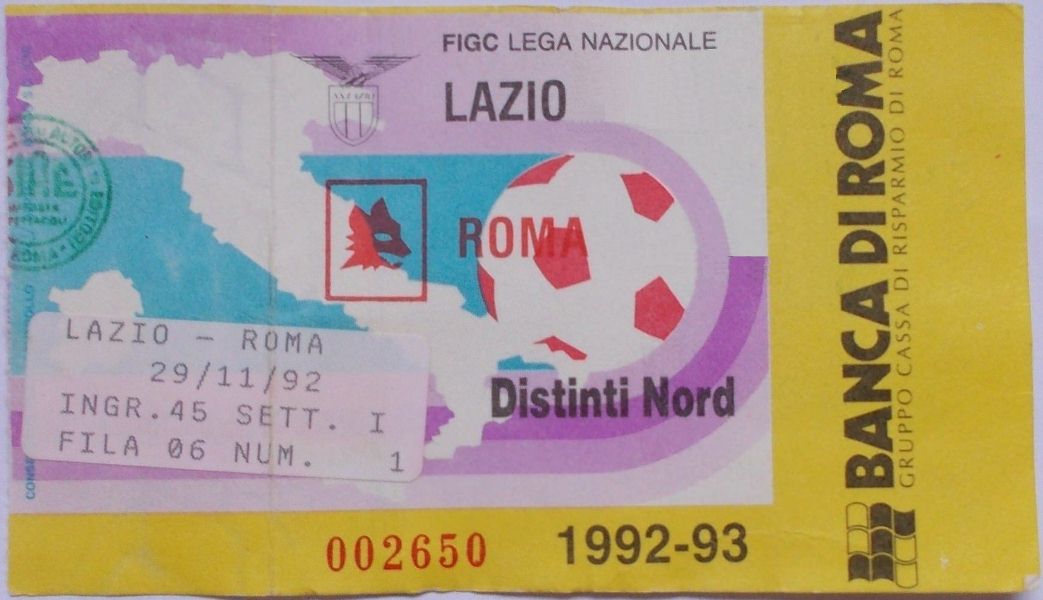 FIGC LEGA NAZIONALE
LAZIO
ROMA
Distinti Nord
LAZIO - ROMA
29/11/92
INGR.45 SETT. I
FILA 06 NUM. 1
002650
1992-93
BANCA DI ROMA
GRUPPO CASSA DI RISPARMIO DI ROMA